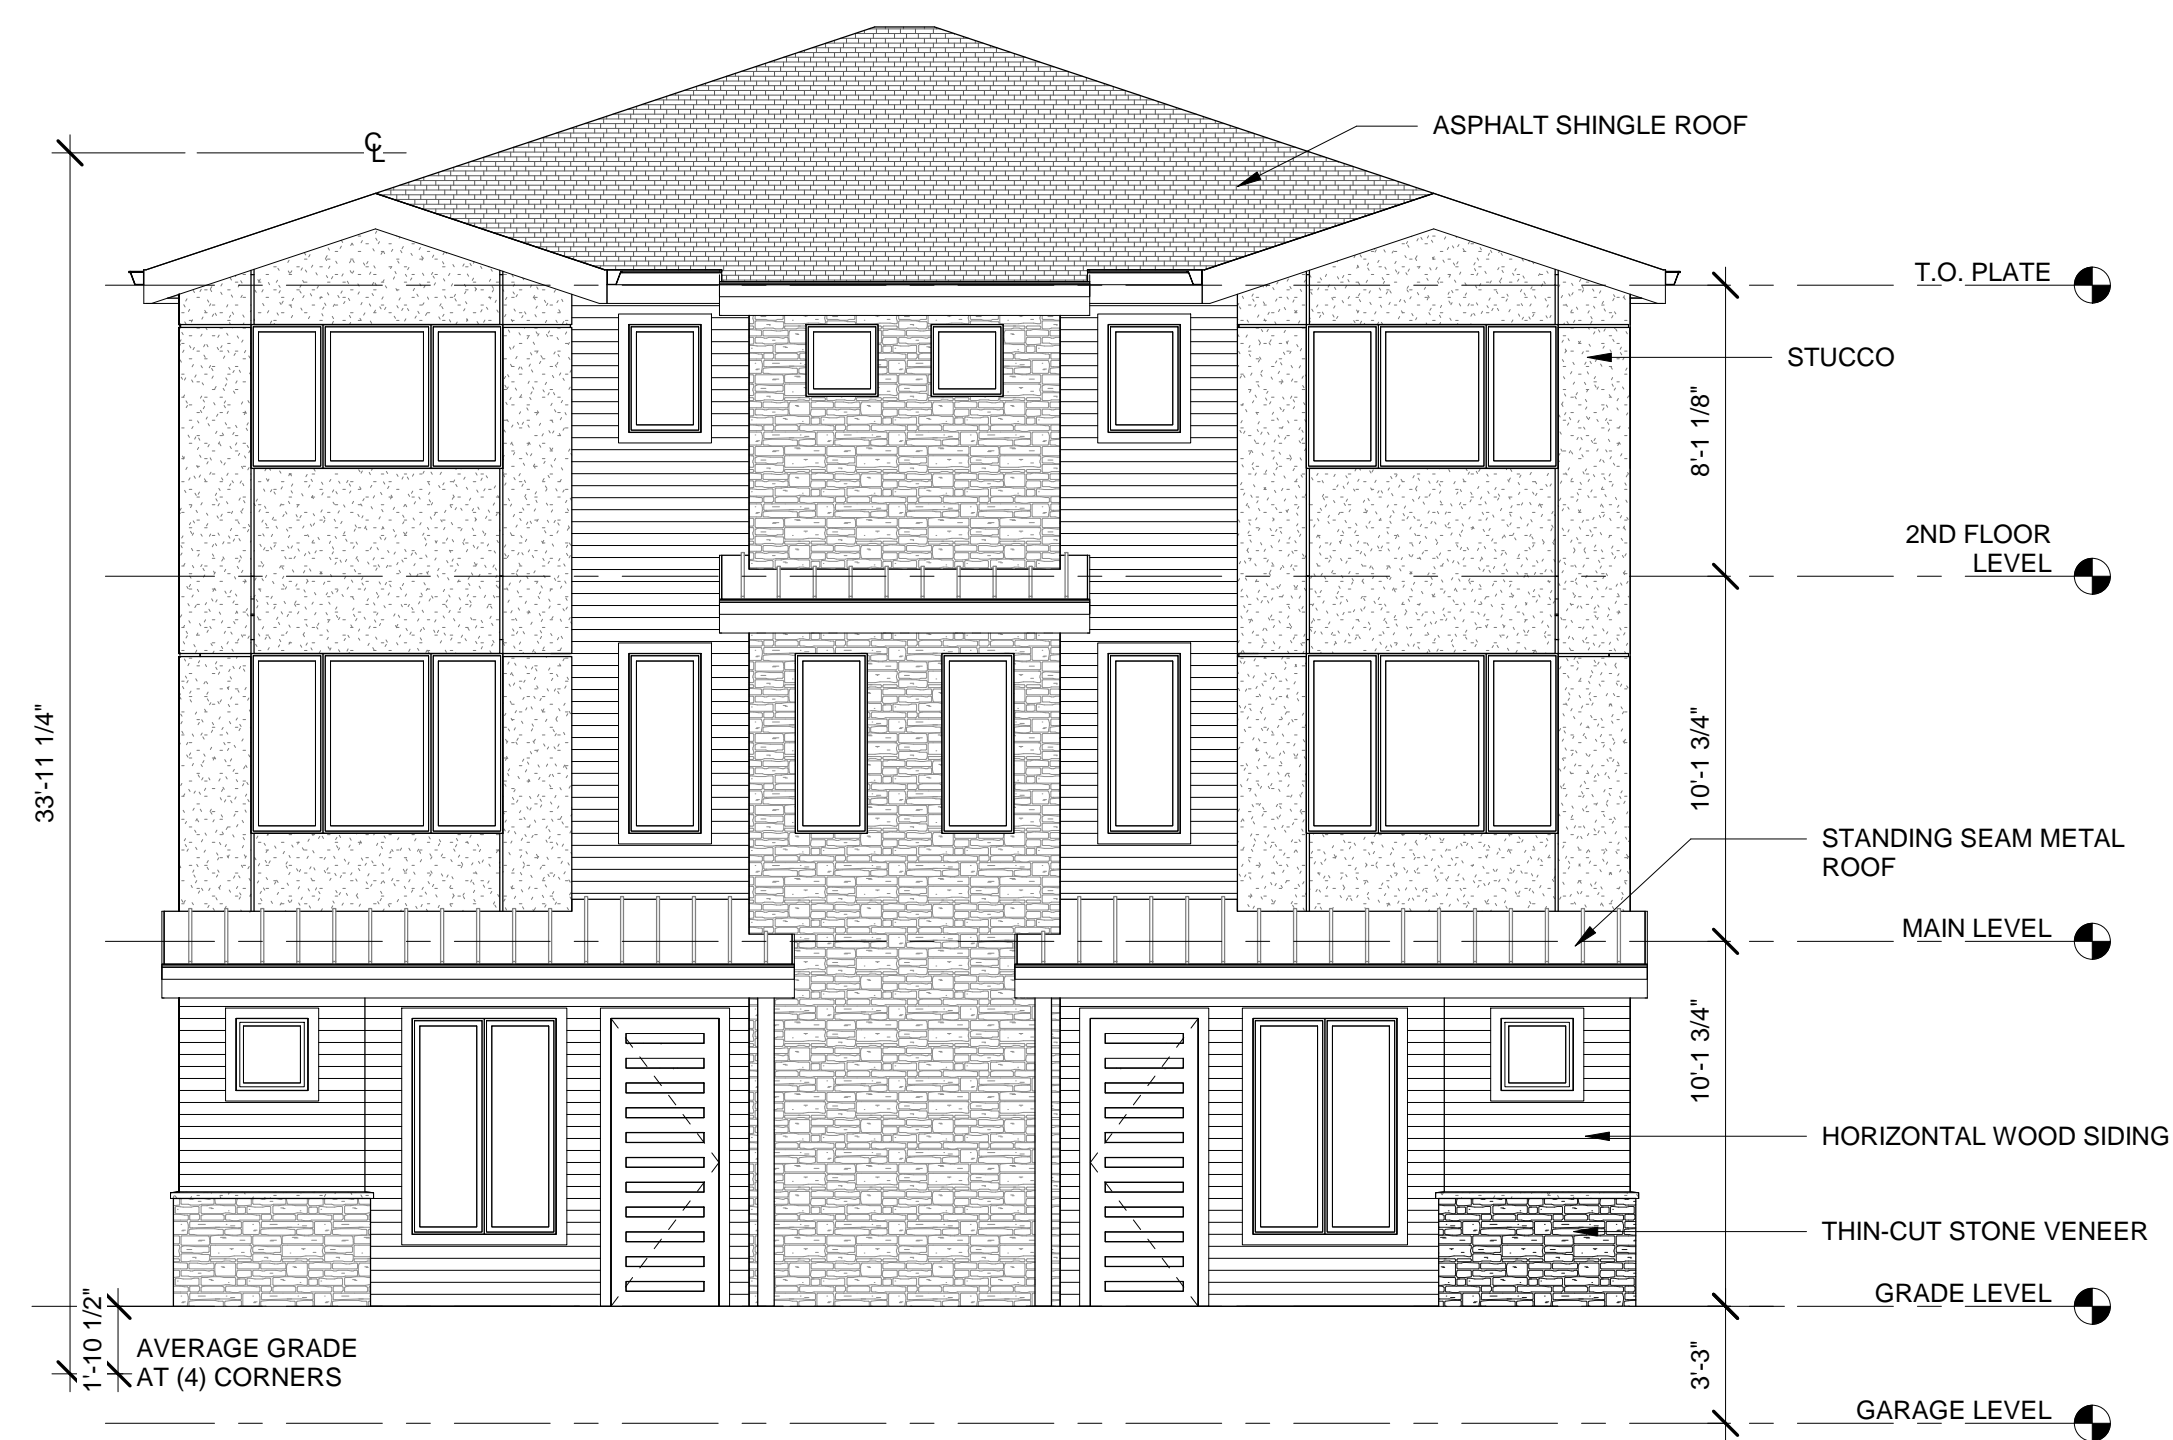 ASPHALT SHINGLE ROOF
℄
T.O. PLATE
STUCCO
8'-1 1/8"
2ND FLOOR
LEVEL
33'-11 1/4"
10'-1 3/4"
STANDING SEAM METAL
ROOF
MAIN LEVEL
10'-1 3/4"
HORIZONTAL WOOD SIDING
THIN-CUT STONE VENEER
GRADE LEVEL
1'-10 1/2"
AVERAGE GRADE
AT (4) CORNERS
3'-3"
GARAGE LEVEL